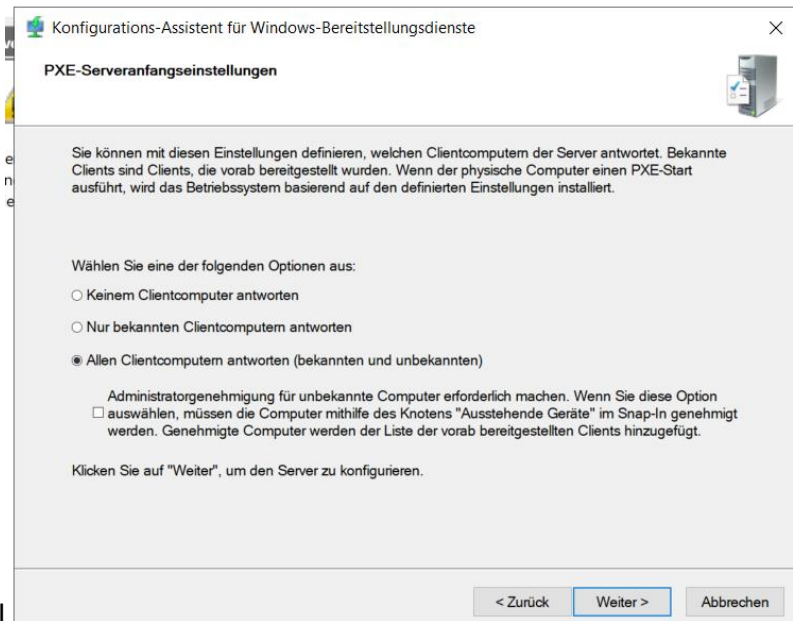 Konfigurations-Assistent für Windows-Bereitstellungsdienste
PXE-Serveranfangseinstellungen
Sie können mit diesen Einstellungen definieren, welchen Clientcomputern der Server antwortet. Bekannte
Clients sind Clients, die vorab bereitgestellt wurden. Wenn der physische Computer einen PXE-Start
ausführt, wird das Betriebssystem basierend auf den definierten Einstellungen installiert.
Wählen Sie eine der folgenden Optionen aus:
Keinem Clientcomputer antworten
Nur bekannten Clientcomputern antworten
Allen Clientcomputern antworten (bekannten und unbekannten)
Administratorgenehmigung für unbekannte Computer erforderlich machen. Wenn Sie diese Option
auswählen, müssen die Computer mithilfe des Knotens "Ausstehende Geräte" im Snap-In genehmigt
werden. Genehmigte Computer werden der Liste der vorab bereitgestellten Clients hinzugefügt.
Klicken Sie auf "Weiter", um den Server zu konfigurieren.
< Zurück Weiter > Abbrechen